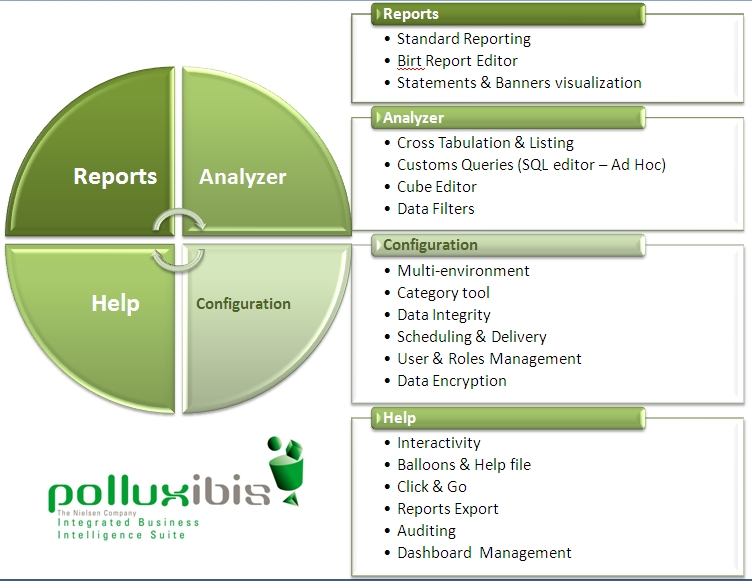 Reports
Analyzer
Help
Configuration
Reports
• Standard Reporting
• Birt Report Editor
• Statements & Banners visualization
Analyzer
• Cross Tabulation & Listing
• Customs Queries (SQL editor – Ad Hoc)
• Cube Editor
• Data Filters
Configuration
• Multi-environment
• Category tool
• Data Integrity
• Scheduling & Delivery
• User & Roles Management
• Data Encryption
Help
• Interactivity
• Balloons & Help file
• Click & Go
• Reports Export
• Auditing
• Dashboard Management
polluxibis
The Nielsen Company
Integrated Business
Intelligence Suite